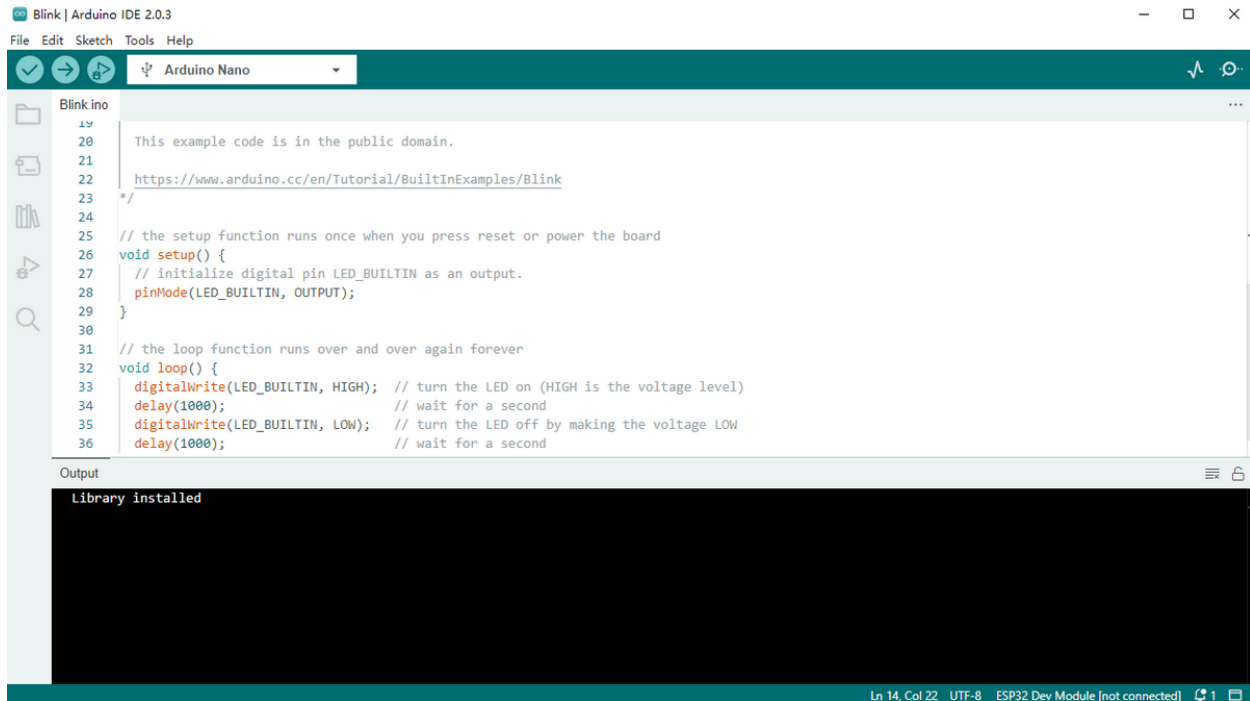 Blink | Arduino IDE 2.0.3
File Edit Sketch Tools Help
Arduino Nano
Blink.ino
19
20 This example code is in the public domain.
21
22 https://www.arduino.cc/en/Tutorial/BuiltInExamples/Blink
23 */
24
25 // the setup function runs once when you press reset or power the board
26 void setup() {
27 // initialize digital pin LED_BUILTIN as an output.
28 pinMode(LED_BUILTIN, OUTPUT);
29 }
30
31 // the loop function runs over and over again forever
32 void loop() {
33 digitalWrite(LED_BUILTIN, HIGH); // turn the LED on (HIGH is the voltage level)
34 delay(1000); // wait for a second
35 digitalWrite(LED_BUILTIN, LOW); // turn the LED off by making the voltage LOW
36 delay(1000); // wait for a second
Output
Library installed
Ln 14, Col 22 UTF-8 ESP32 Dev Module [not connected] 1